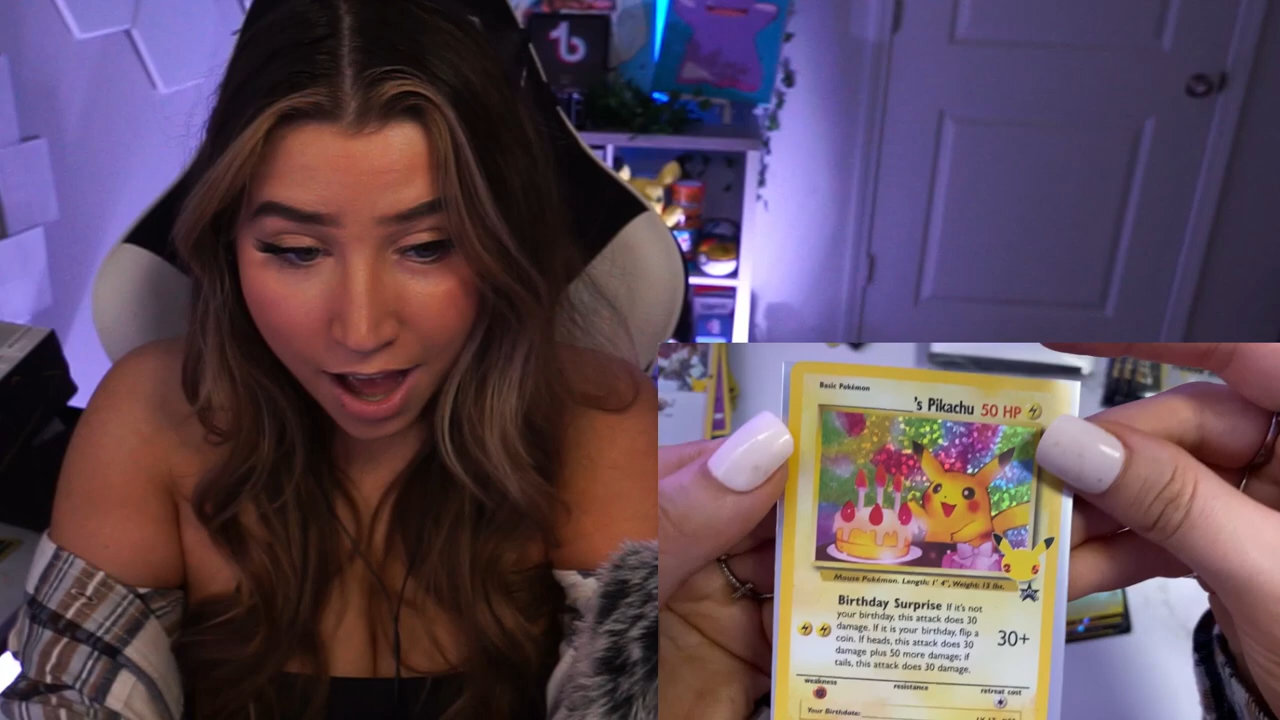 Basic Pokémon
's Pikachu 50 HP
Mouse Pokémon. Length: 1' 4", Weight: 13 lbs.
Birthday Surprise If it's not
your birthday, this attack does 30
damage. If it is your birthday, flip a
coin. If heads, this attack does 30
damage plus 50 more damage; if
tails, this attack does 30 damage.
30+
weakness
resistance
retreat cost
Your Birthdate: